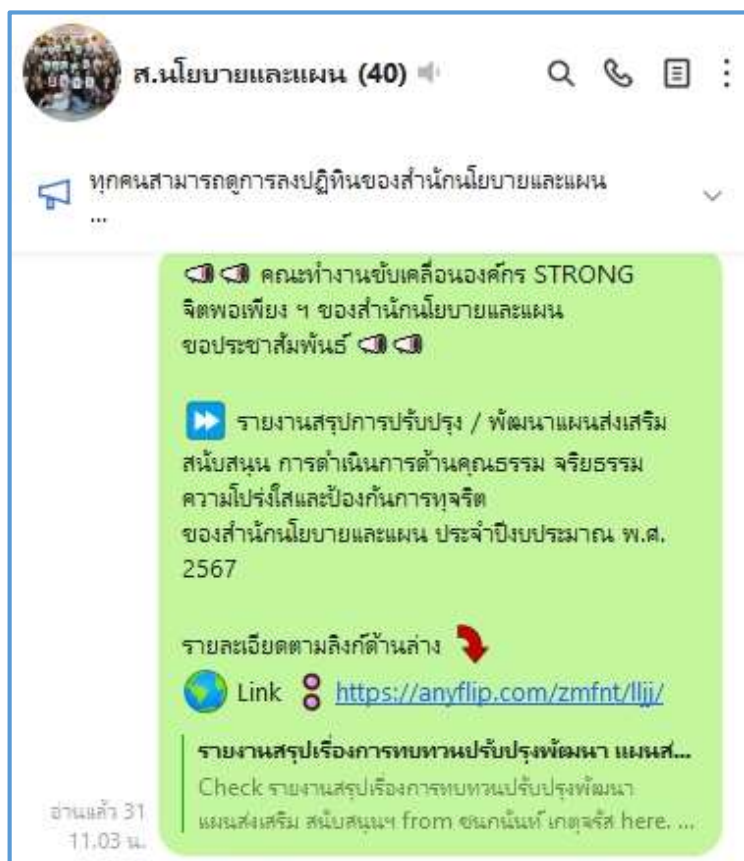 ส.นโยบายและแผน (40)
ทุกคนสามารถดูการลงปฏิทินของสำนักนโยบายและแผน
...
คณะทำงานขับเคลื่อนองค์กร STRONG
จิตพอเพียง ฯ ของสำนักนโยบายและแผน
ขอประชาสัมพันธ์
รายงานสรุปการปรับปรุง / พัฒนาแผนส่งเสริม
สนับสนุน การดำเนินการด้านคุณธรรม จริยธรรม
ความโปร่งใสและป้องกันการทุจริต
ของสำนักนโยบายและแผน ประจำปีงบประมาณ พ.ศ.
2567
รายละเอียดตามลิงก์ด้านล่าง
Link https://anyflip.com/zmfnt/lljj/
รายงานสรุปเรื่องการทบทวนปรับปรุงพัฒนา แผนส่...
Check รายงานสรุปเรื่องการทบทวนปรับปรุงพัฒนา
แผนส่งเสริม สนับสนุนฯ from ชนกนันท์ เกตุจรัส here. ...
อ่านแล้ว 31
11.03 น.